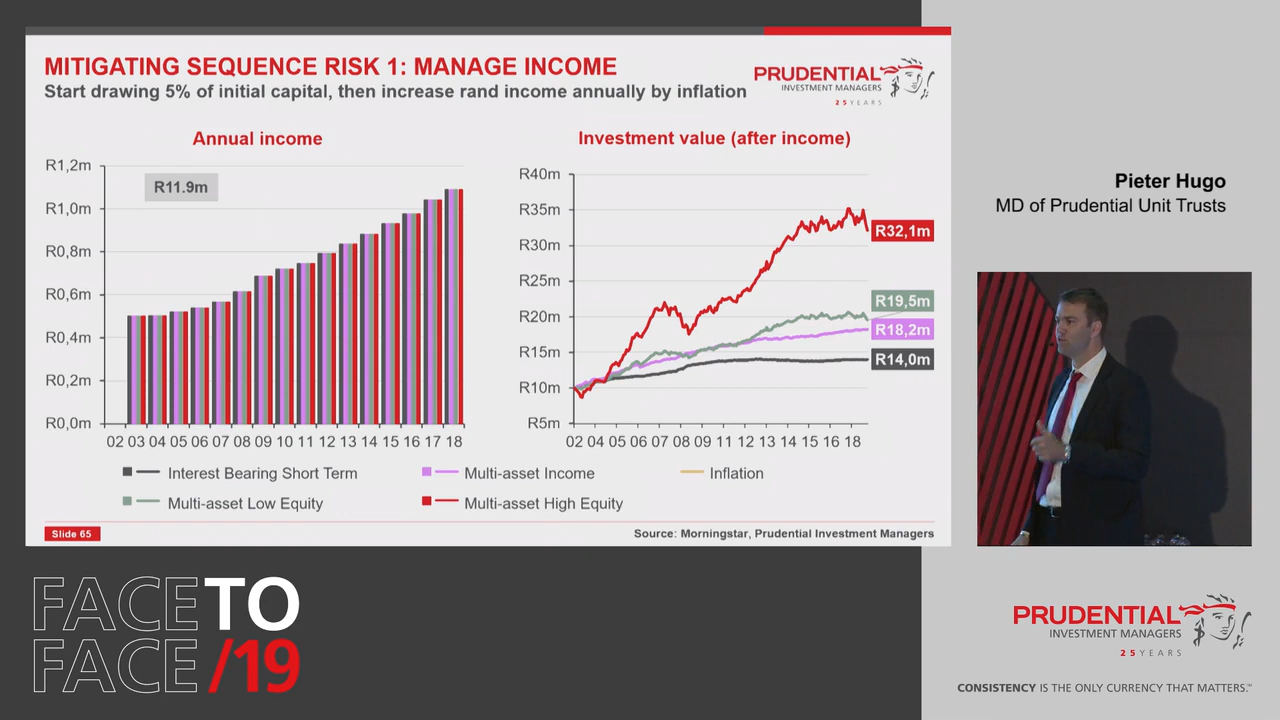 MITIGATING SEQUENCE RISK 1: MANAGE INCOME
Start drawing 5% of initial capital, then increase rand income annually by inflation
PRUDENTIAL
INVESTMENT MANAGERS
25 YEARS
Annual income
R1,2m
R1,0m
R0,8m
R0,6m
R0,4m
R0,2m
R0,0m
R11.9m
02 03 04 05 06 07 08 09 10 11 12 13 14 15 16 17 18
Investment value (after income)
R40m
R35m
R30m
R25m
R20m
R15m
R10m
R5m
R32,1m
R19,5m
R18,2m
R14,0m
02 04 05 06 07 08 09 11 12 13 14 15 16 18
Interest Bearing Short Term
Multi-asset Income
Inflation
Multi-asset Low Equity
Multi-asset High Equity
Slide 65
Source: Morningstar, Prudential Investment Managers
Pieter Hugo
MD of Prudential Unit Trusts
FACE TO
FACE /19
PRUDENTIAL
INVESTMENT MANAGERS
25 YEARS
CONSISTENCY IS THE ONLY CURRENCY THAT MATTERS.™